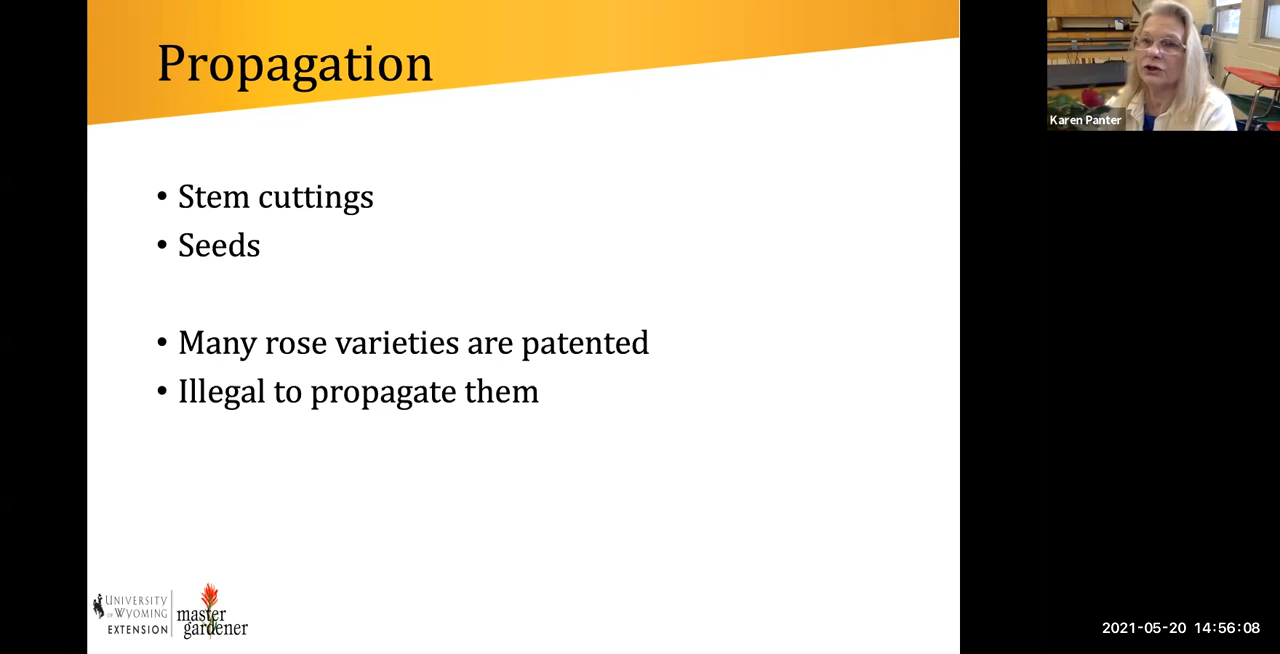 Propagation
Karen Panter
• Stem cuttings
• Seeds
• Many rose varieties are patented
• Illegal to propagate them
UNIVERSITY
OF WYOMING
EXTENSION
master
gardener
2021-05-20 14:56:08